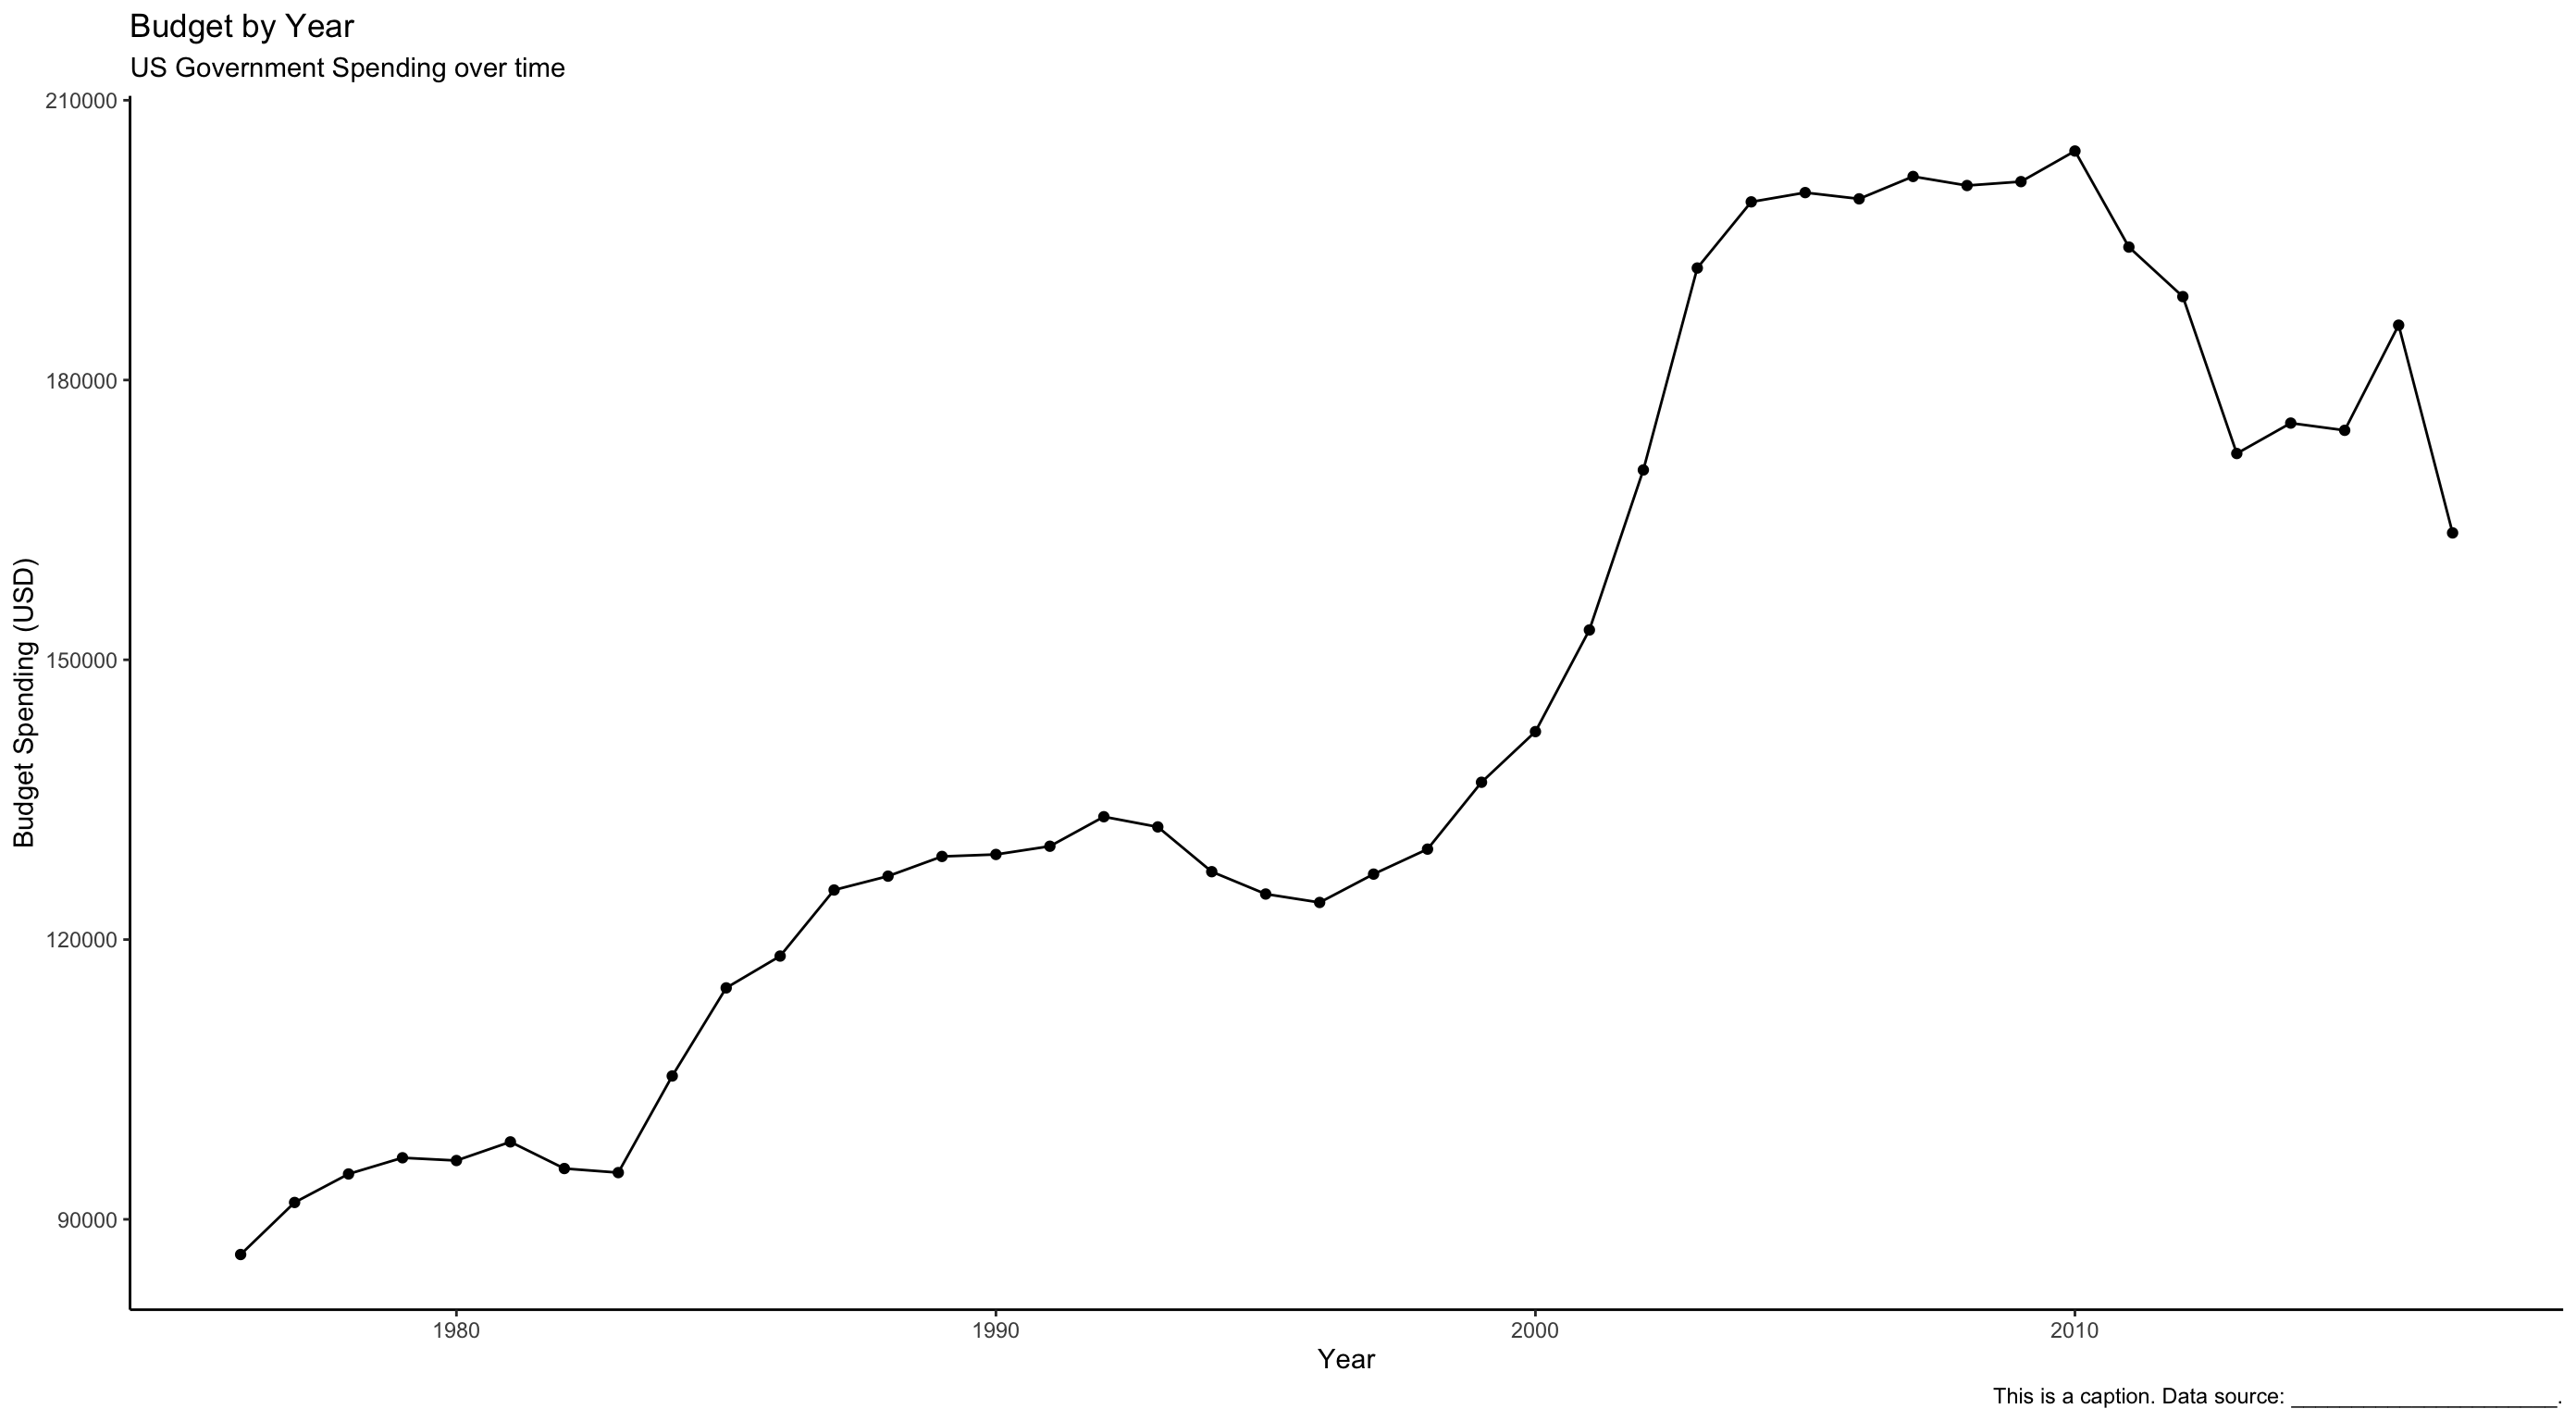 Budget by Year
US Government Spending over time
210000
180000
150000
120000
90000
Budget Spending (USD)
1980 1990 2000 2010
Year
This is a caption. Data source: ______________________.